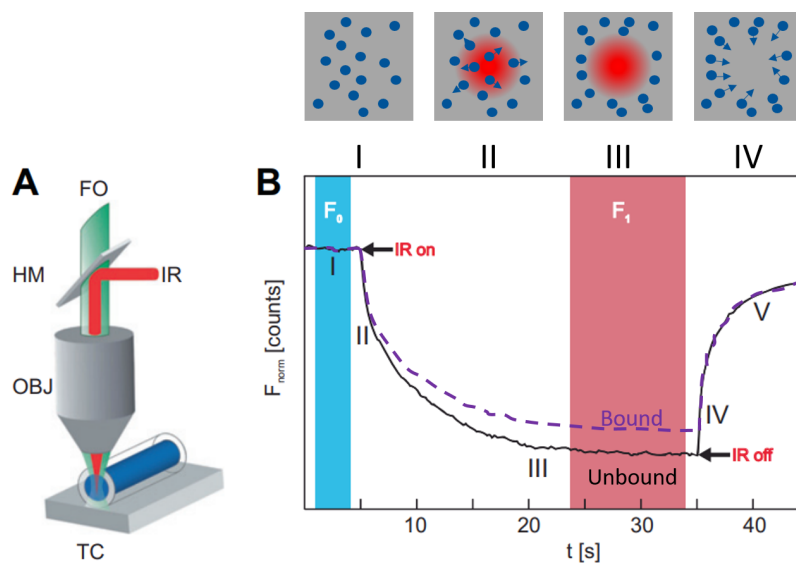 I II III IV
A
FO
HM
IR
OBJ
TC
B
F₀
F₁
IR on
I
II
III
Bound
Unbound
IV
V
IR off
F norm [counts]
10 20 30 40
t [s]